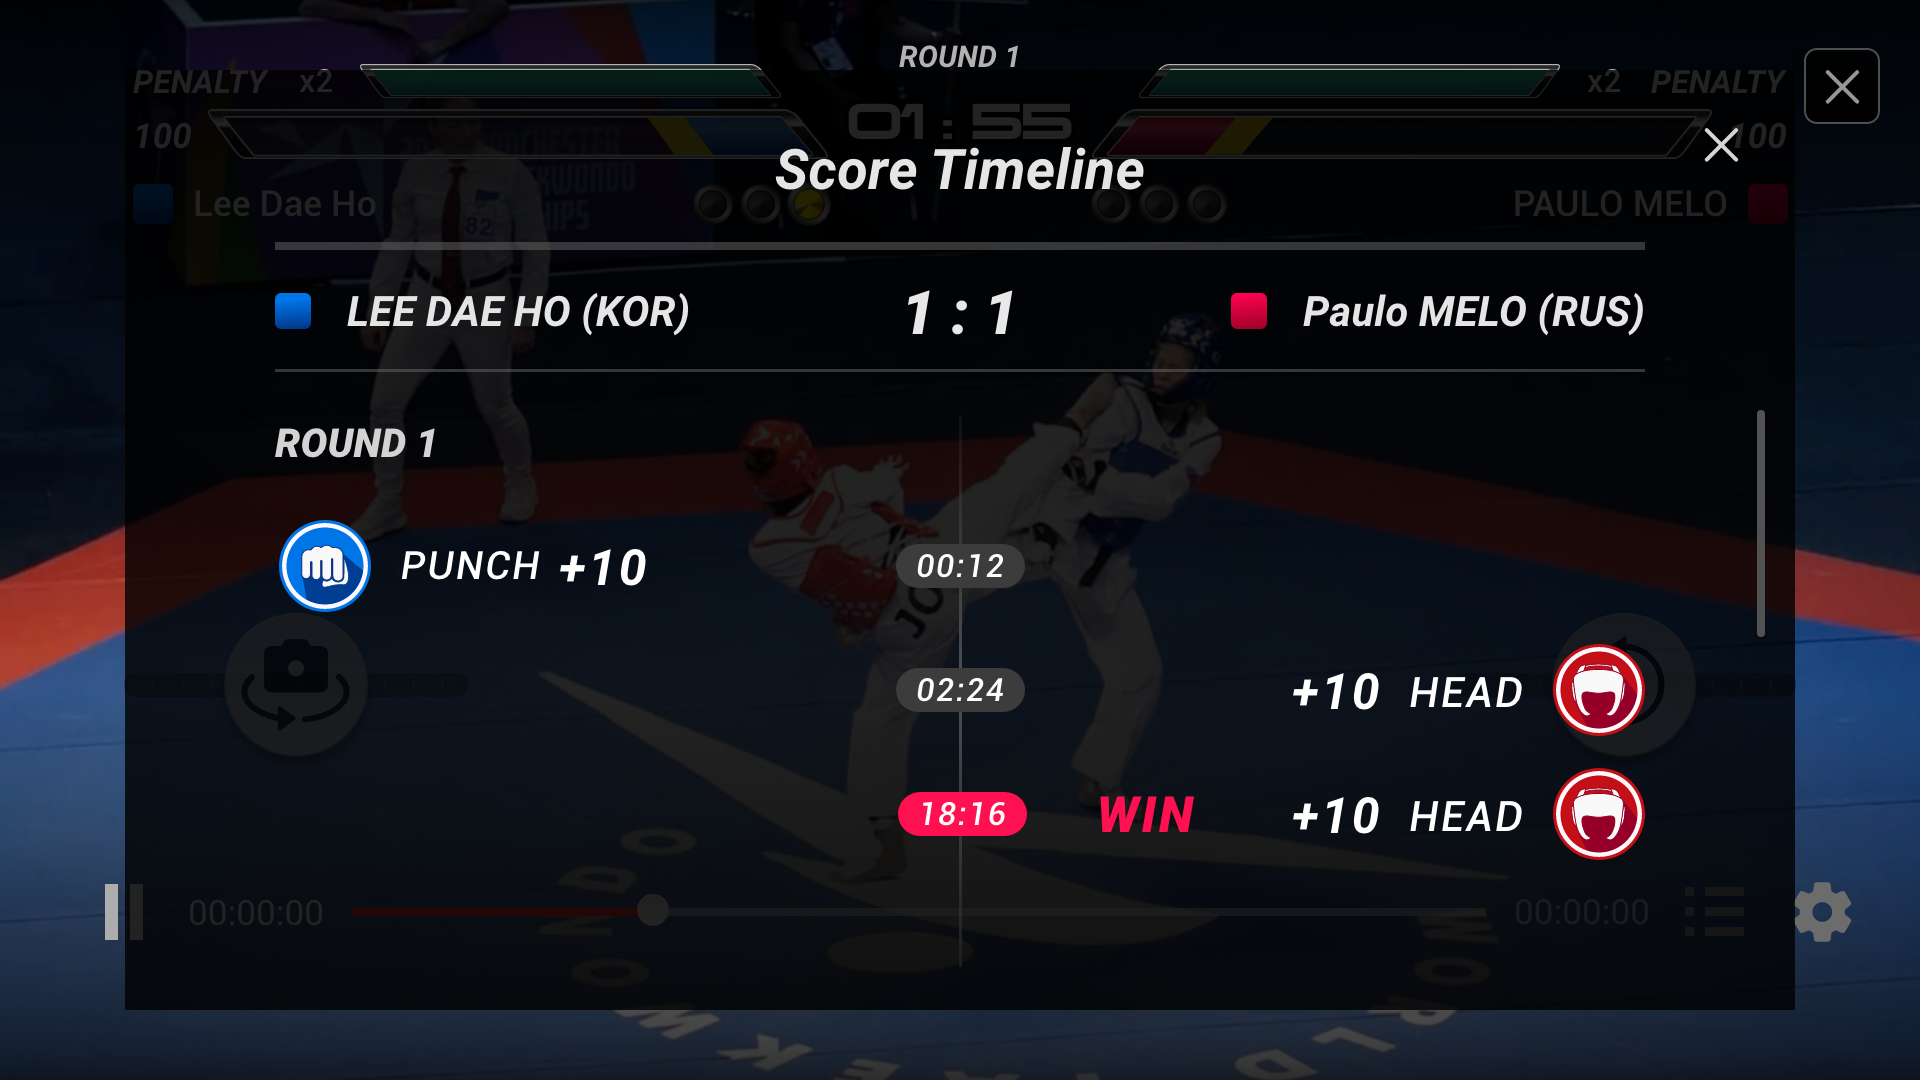 ROUND 1
PENALTY x2
x2 PENALTY
100
01:55
100
Score Timeline
Lee Dae Ho
PAULO MELO
82
LEE DAE HO (KOR)
1 : 1
Paulo MELO (RUS)
ROUND 1
PUNCH +10
00:12
02:24
+10 HEAD
18:16
WIN
+10 HEAD
00:00:00
00:00:00